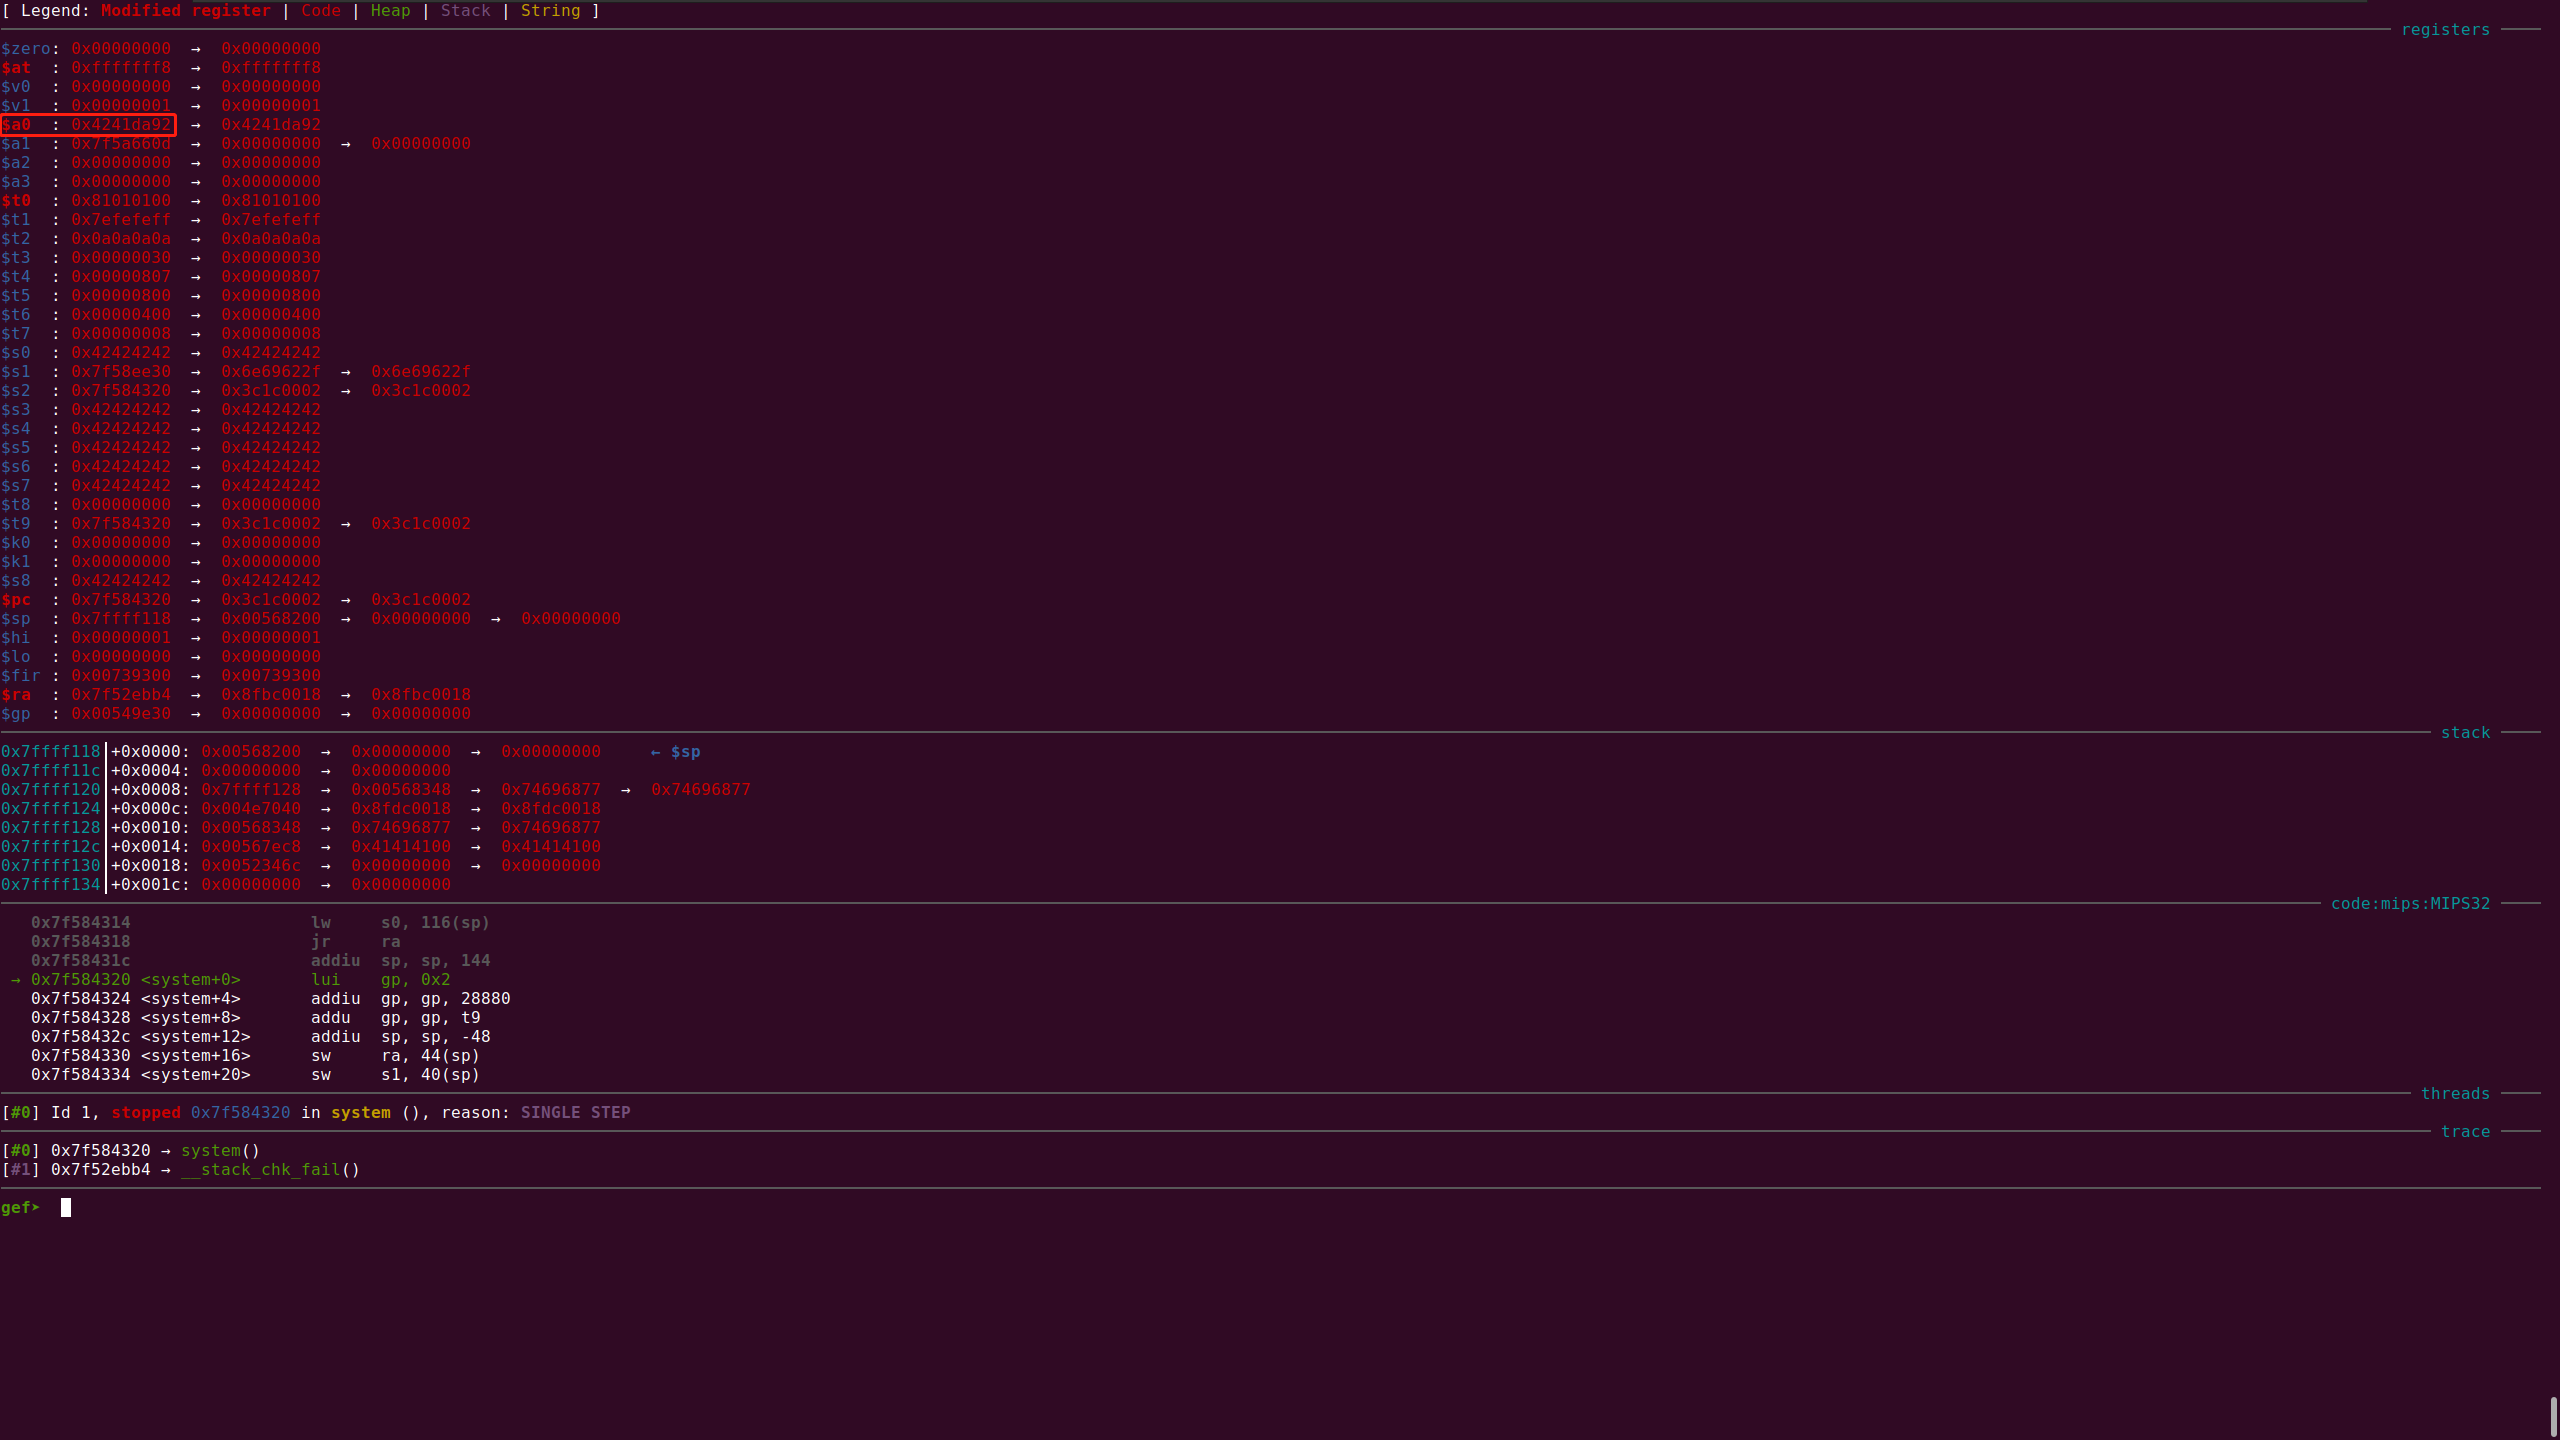 [ Legend: Modified register | Code | Heap | Stack | String ]
registers
$zero: 0x00000000 → 0x00000000
$at : 0xfffffff8 → 0xfffffff8
$v0 : 0x00000000 → 0x00000000
$v1 : 0x00000001 → 0x00000001
$a0 : 0x4241da92 → 0x4241da92
$a1 : 0x7f5a660d → 0x00000000 → 0x00000000
$a2 : 0x00000000 → 0x00000000
$a3 : 0x00000000 → 0x00000000
$t0 : 0x81010100 → 0x81010100
$t1 : 0x7efefeff → 0x7efefeff
$t2 : 0x0a0a0a0a → 0x0a0a0a0a
$t3 : 0x00000030 → 0x00000030
$t4 : 0x00000807 → 0x00000807
$t5 : 0x00000800 → 0x00000800
$t6 : 0x00000400 → 0x00000400
$t7 : 0x00000008 → 0x00000008
$s0 : 0x42424242 → 0x42424242
$s1 : 0x7f58ee30 → 0x6e69622f → 0x6e69622f
$s2 : 0x7f584320 → 0x3c1c0002 → 0x3c1c0002
$s3 : 0x42424242 → 0x42424242
$s4 : 0x42424242 → 0x42424242
$s5 : 0x42424242 → 0x42424242
$s6 : 0x42424242 → 0x42424242
$s7 : 0x42424242 → 0x42424242
$t8 : 0x00000000 → 0x00000000
$t9 : 0x7f584320 → 0x3c1c0002 → 0x3c1c0002
$k0 : 0x00000000 → 0x00000000
$k1 : 0x00000000 → 0x00000000
$s8 : 0x42424242 → 0x42424242
$pc : 0x7f584320 → 0x3c1c0002 → 0x3c1c0002
$sp : 0x7ffff118 → 0x00568200 → 0x00000000 → 0x00000000
$hi : 0x00000001 → 0x00000001
$lo : 0x00000000 → 0x00000000
$fir : 0x00739300 → 0x00739300
$ra : 0x7f52ebb4 → 0x8fbc0018 → 0x8fbc0018
$gp : 0x00549e30 → 0x00000000 → 0x00000000
stack
0x7ffff118│+0x0000: 0x00568200 → 0x00000000 → 0x00000000 ← $sp
0x7ffff11c│+0x0004: 0x00000000 → 0x00000000
0x7ffff120│+0x0008: 0x7ffff128 → 0x00568348 → 0x74696877 → 0x74696877
0x7ffff124│+0x000c: 0x004e7040 → 0x8fdc0018 → 0x8fdc0018
0x7ffff128│+0x0010: 0x00568348 → 0x74696877 → 0x74696877
0x7ffff12c│+0x0014: 0x00567ec8 → 0x41414100 → 0x41414100
0x7ffff130│+0x0018: 0x0052346c → 0x00000000 → 0x00000000
0x7ffff134│+0x001c: 0x00000000 → 0x00000000
code:mips:MIPS32
0x7f584314 lw s0, 116(sp)
0x7f584318 jr ra
0x7f58431c addiu sp, sp, 144
→ 0x7f584320 <system+0> lui gp, 0x2
0x7f584324 <system+4> addiu gp, gp, 28880
0x7f584328 <system+8> addu gp, gp, t9
0x7f58432c <system+12> addiu sp, sp, -48
0x7f584330 <system+16> sw ra, 44(sp)
0x7f584334 <system+20> sw s1, 40(sp)
threads
[#0] Id 1, stopped 0x7f584320 in system (), reason: SINGLE STEP
trace
[#0] 0x7f584320 → system()
[#1] 0x7f52ebb4 → __stack_chk_fail()
gef➤